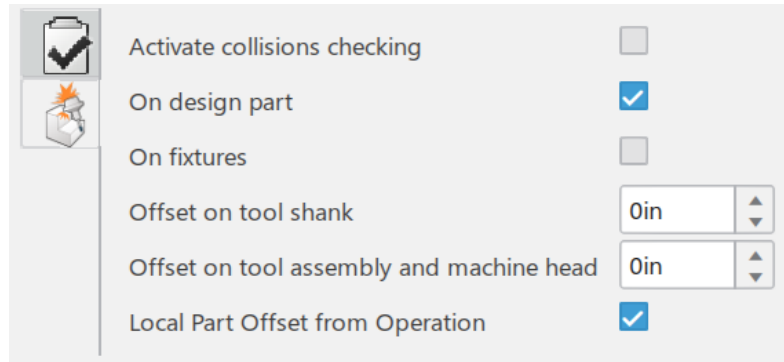 Activate collisions checking
On design part
On fixtures
Offset on tool shank 0in
Offset on tool assembly and machine head 0in
Local Part Offset from Operation